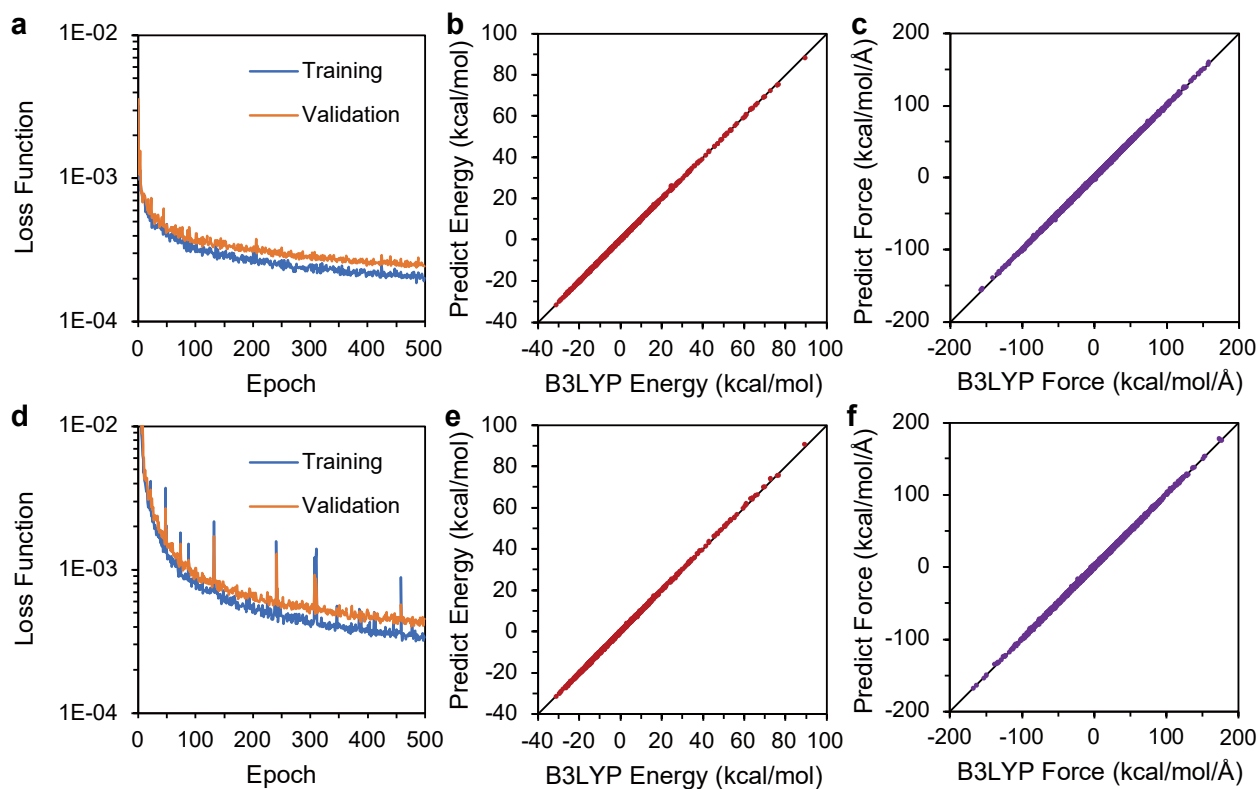 a
1E-02
1E-03
1E-04
Loss Function
Training
Validation
0 100 200 300 400 500
Epoch
b
100
80
60
40
20
0
-20
-40
Predict Energy (kcal/mol)
-40 -20 0 20 40 60 80 100
B3LYP Energy (kcal/mol)
c
200
100
0
-100
-200
Predict Force (kcal/mol/Å)
-200 -100 0 100 200
B3LYP Force (kcal/mol/Å)
d
1E-02
1E-03
1E-04
Loss Function
Training
Validation
0 100 200 300 400 500
Epoch
e
100
80
60
40
20
0
-20
-40
Predict Energy (kcal/mol)
-40 -20 0 20 40 60 80 100
B3LYP Energy (kcal/mol)
f
200
100
0
-100
-200
Predict Force (kcal/mol/Å)
-200 -100 0 100 200
B3LYP Force (kcal/mol/Å)